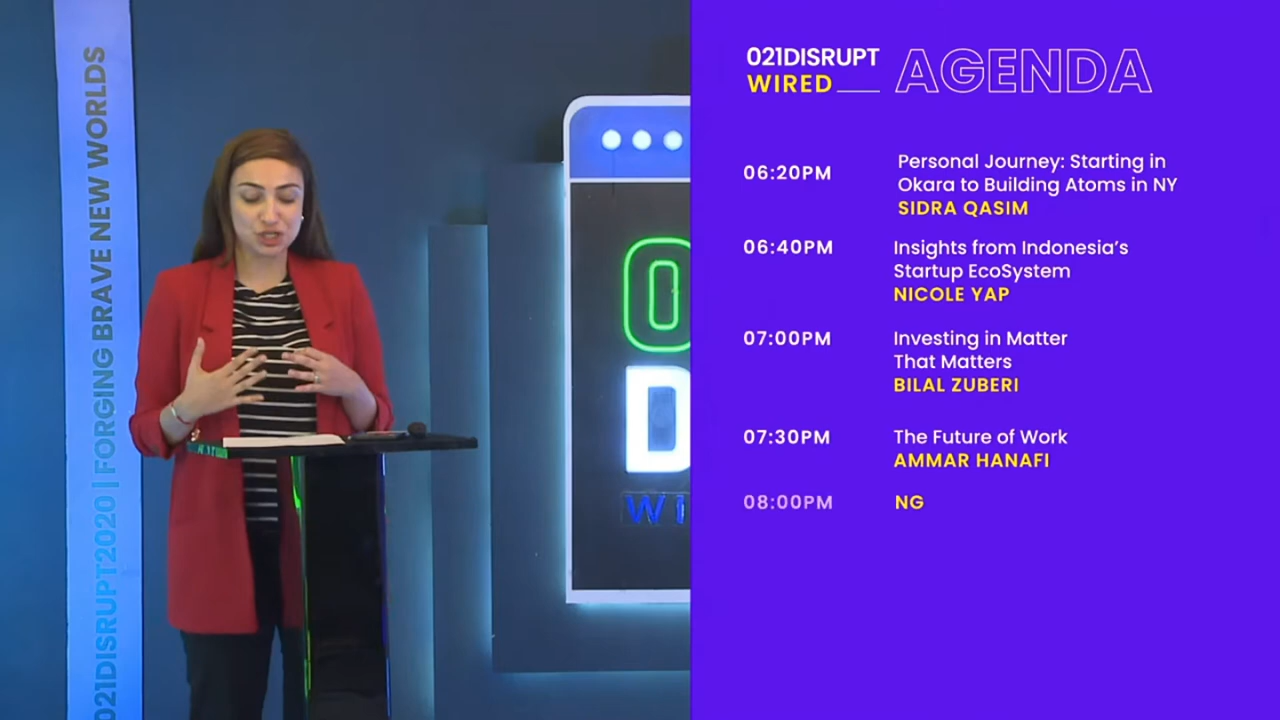 021DISRUPT2020 | FORGING BRAVE NEW WORLDS
021DISRUPT
WIRED
AGENDA
06:20PM
Personal Journey: Starting in
Okara to Building Atoms in NY
SIDRA QASIM
06:40PM
Insights from Indonesia's
Startup EcoSystem
NICOLE YAP
07:00PM
Investing in Matter
That Matters
BILAL ZUBERI
07:30PM
The Future of Work
AMMAR HANAFI
08:00PM
NG
0
D
WI